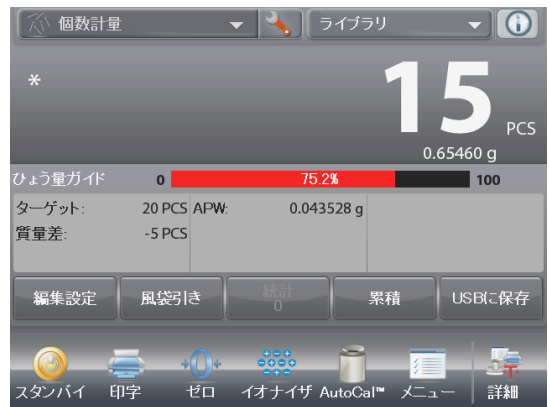 個数計量 ライブラリ
*
15 PCS
0.65460 g
ひょう量ガイド 0 75.2% 100
ターゲット: 20 PCS APW: 0.043528 g
質量差: -5 PCS
編集設定 風袋引き 統計 累積 USBに保存
0
スタンバイ 印字 ゼロ イオナイザ AutoCal™ メニュー 詳細